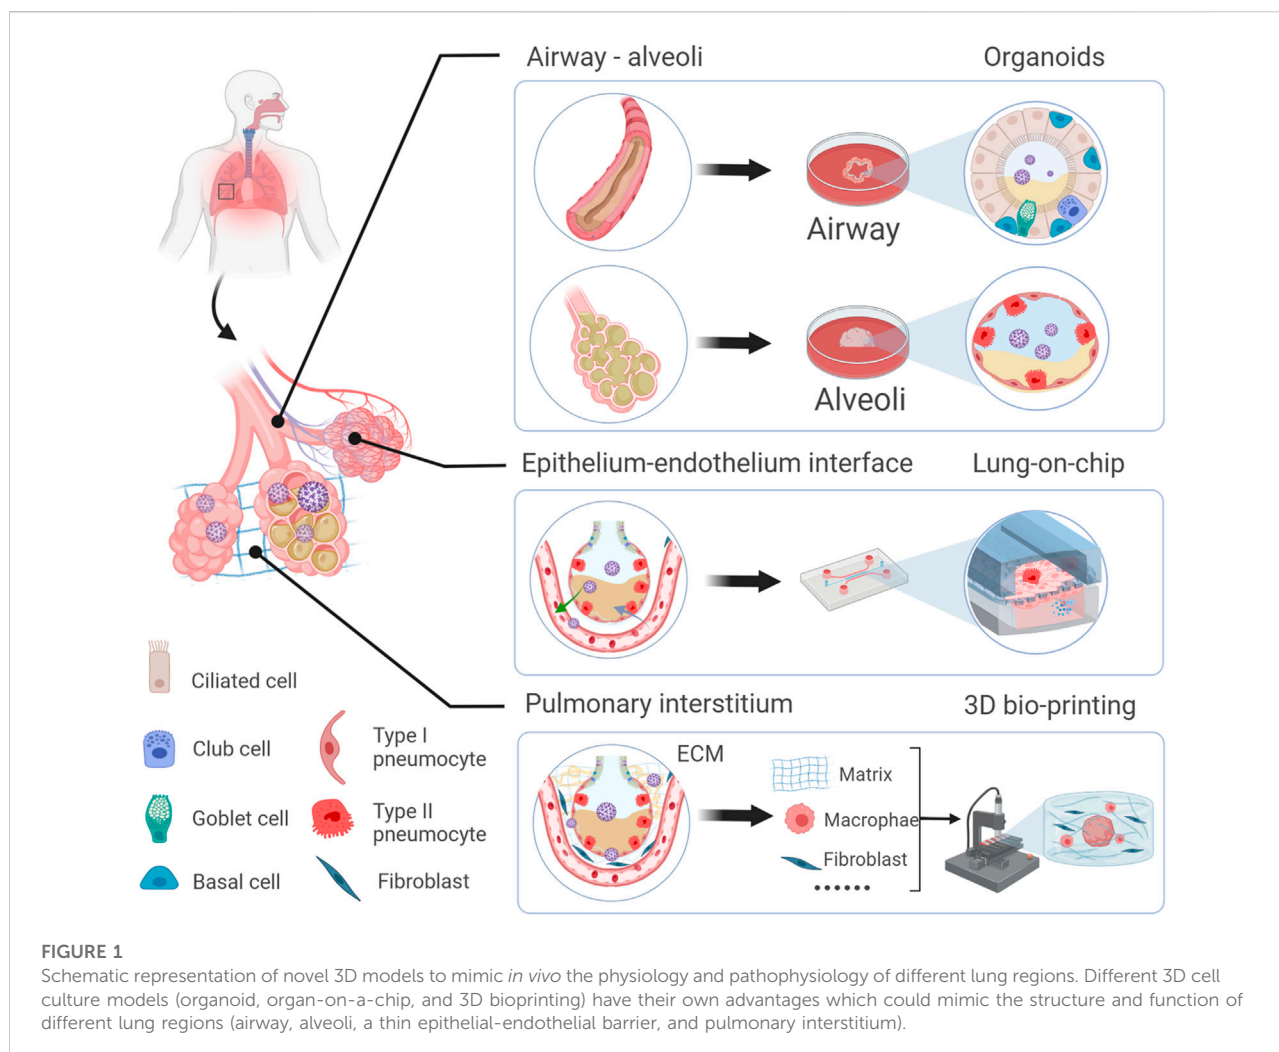 Airway - alveoli
Organoids
Airway
Alveoli
Epithelium-endothelium interface
Lung-on-chip
Pulmonary interstitium
3D bio-printing
ECM
Matrix
Macrophae
Fibroblast
......
Ciliated cell
Club cell
Goblet cell
Basal cell
Type I
pneumocyte
Type II
pneumocyte
Fibroblast
FIGURE 1
Schematic representation of novel 3D models to mimic in vivo the physiology and pathophysiology of different lung regions. Different 3D cell
culture models (organoid, organ-on-a-chip, and 3D bioprinting) have their own advantages which could mimic the structure and function of
different lung regions (airway, alveoli, a thin epithelial-endothelial barrier, and pulmonary interstitium).